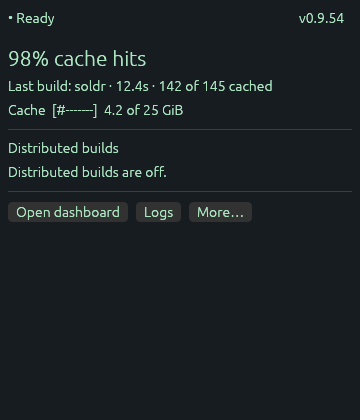 • Ready v0.9.54
98% cache hits
Last build: soldr · 12.4s · 142 of 145 cached
Cache [#-------] 4.2 of 25 GiB
Distributed builds
Distributed builds are off.
Open dashboard Logs More…